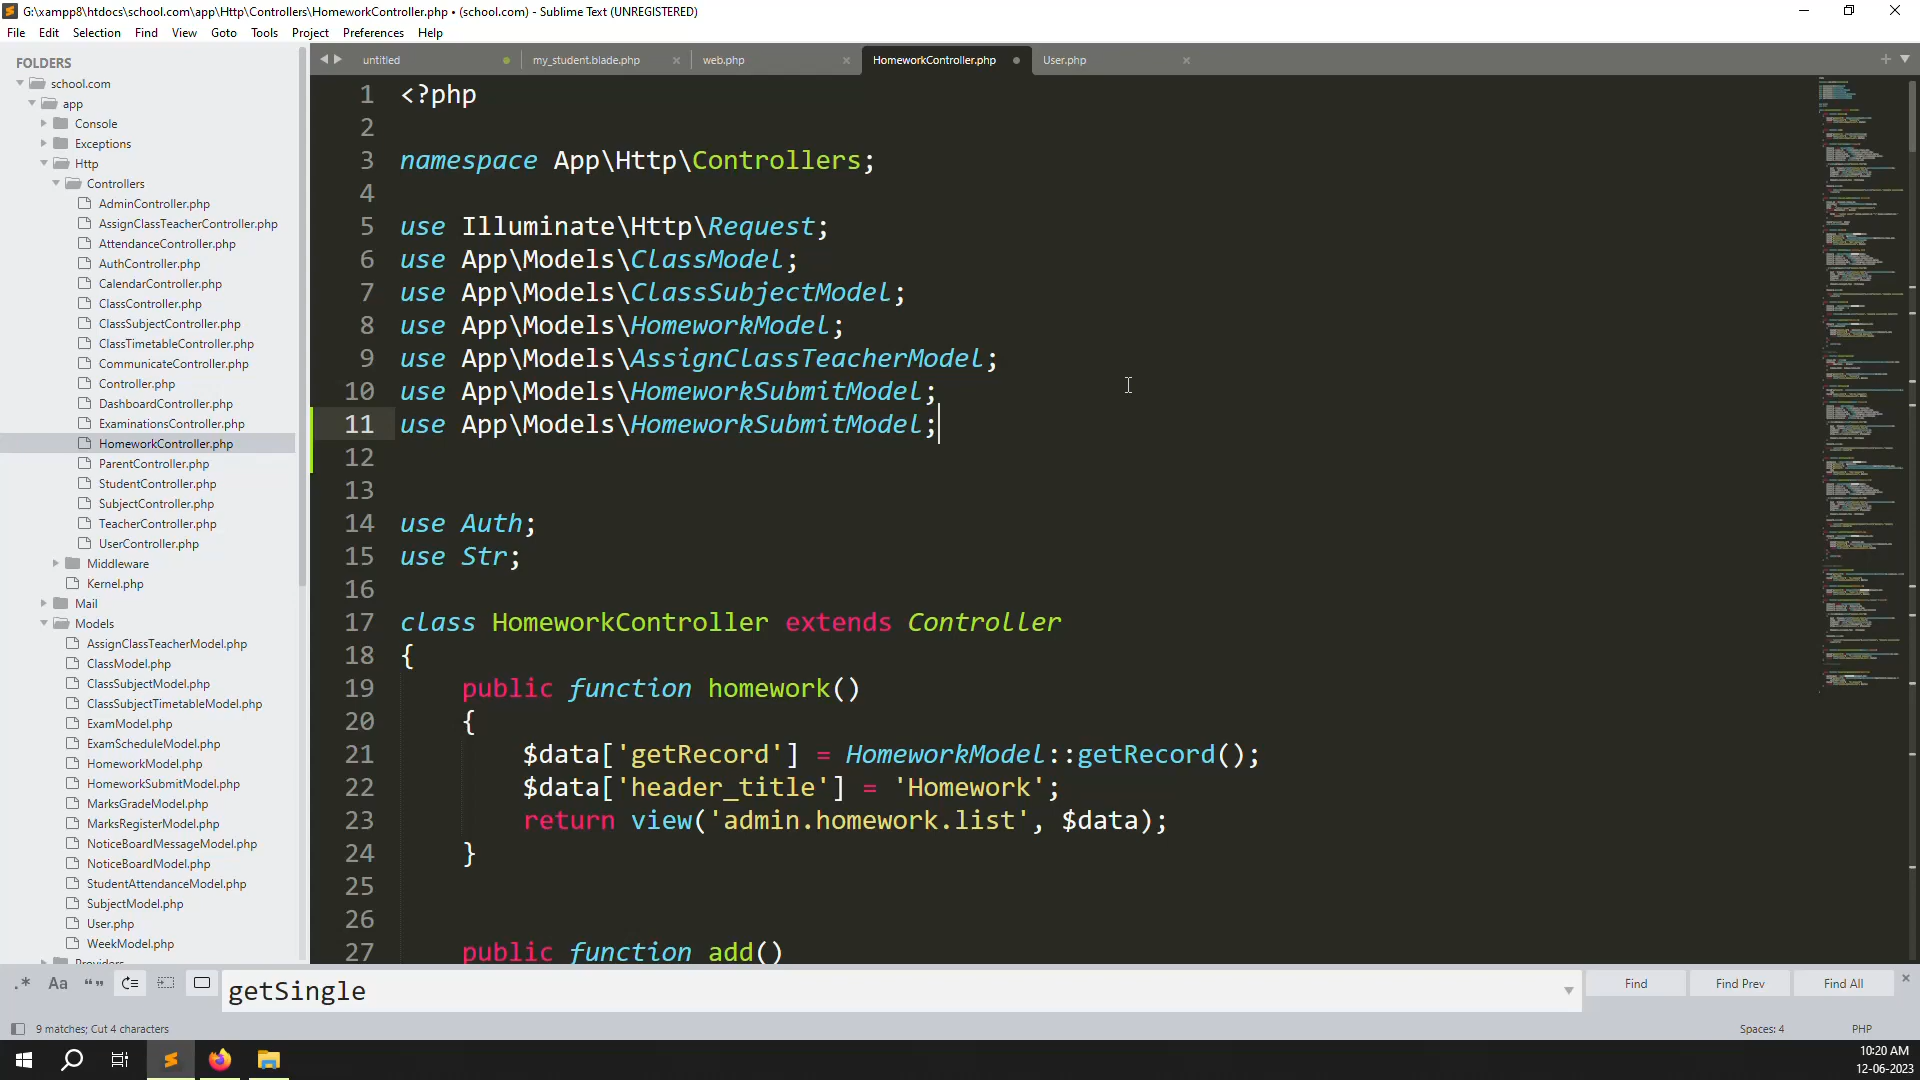 G:\xampp8\htdocs\school.com\app\Http\Controllers\HomeworkController.php • (school.com) - Sublime Text (UNREGISTERED)
File Edit Selection Find View Goto Tools Project Preferences Help
FOLDERS
school.com
app
Console
Exceptions
Http
Controllers
AdminController.php
AssignClassTeacherController.php
AttendanceController.php
AuthController.php
CalendarController.php
ClassController.php
ClassSubjectController.php
ClassTimetableController.php
CommunicateController.php
Controller.php
DashboardController.php
ExaminationsController.php
HomeworkController.php
ParentController.php
StudentController.php
SubjectController.php
TeacherController.php
UserController.php
Middleware
Kernel.php
Mail
Models
AssignClassTeacherModel.php
ClassModel.php
ClassSubjectModel.php
ClassSubjectTimetableModel.php
ExamModel.php
ExamScheduleModel.php
HomeworkModel.php
HomeworkSubmitModel.php
MarksGradeModel.php
MarksRegisterModel.php
NoticeBoardMessageModel.php
NoticeBoardModel.php
StudentAttendanceModel.php
SubjectModel.php
User.php
WeekModel.php
Providers
untitled my_student.blade.php web.php HomeworkController.php User.php
1 <?php
2
3 namespace App\Http\Controllers;
4
5 use Illuminate\Http\Request;
6 use App\Models\ClassModel;
7 use App\Models\ClassSubjectModel;
8 use App\Models\HomeworkModel;
9 use App\Models\AssignClassTeacherModel;
10 use App\Models\HomeworkSubmitModel;
11 use App\Models\HomeworkSubmitModel;
12
13
14 use Auth;
15 use Str;
16
17 class HomeworkController extends Controller
18 {
19 public function homework()
20 {
21 $data['getRecord'] = HomeworkModel::getRecord();
22 $data['header_title'] = 'Homework';
23 return view('admin.homework.list', $data);
24 }
25
26
27 public function add()
.* Aa “” getSingle Find Find Prev Find All
9 matches; Cut 4 characters Spaces: 4 PHP
10:20 AM
12-06-2023